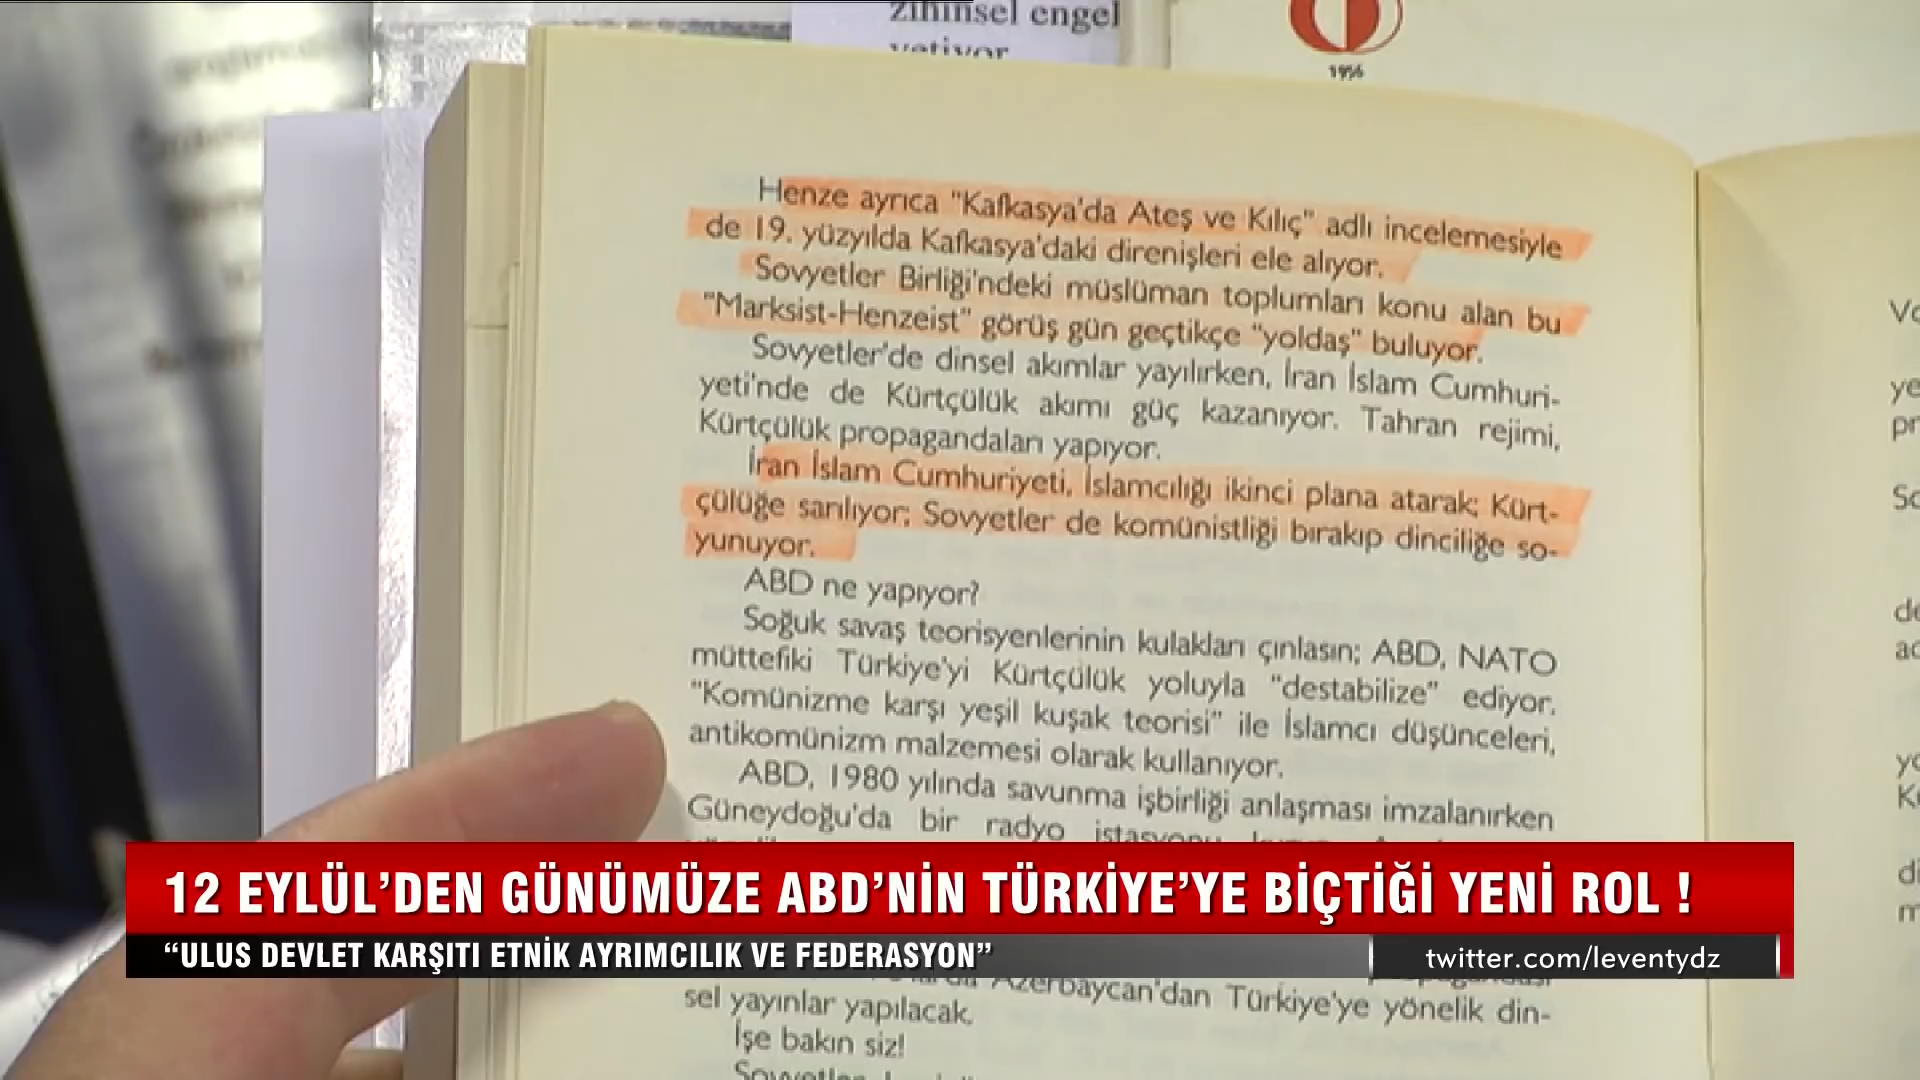 zihinsel engel
yetiyor
1956
Henze ayrıca "Kafkasya'da Ateş ve Kılıç" adlı incelemesiyle
de 19. yüzyılda Kafkasya'daki direnişleri ele alıyor.
Sovyetler Birliği'ndeki müslüman toplumları konu alan bu
"Marksist-Henzeist" görüş gün geçtikçe "yoldaş" buluyor.
Sovyetler'de dinsel akımlar yayılırken, İran İslam Cumhuri-
yeti'nde de Kürtçülük akımı güç kazanıyor. Tahran rejimi,
Kürtçülük propagandaları yapıyor.
İran İslam Cumhuriyeti, İslamcılığı ikinci plana atarak; Kürt-
çülüğe sarılıyor; Sovyetler de komünistliği bırakıp dinciliğe so-
yunuyor.
ABD ne yapıyor?
Soğuk savaş teorisyenlerinin kulakları çınlasın; ABD, NATO
müttefiki Türkiye'yi Kürtçülük yoluyla "destabilize" ediyor.
"Komünizme karşı yeşil kuşak teorisi" ile İslamcı düşünceleri,
antikomünizm malzemesi olarak kullanıyor.
ABD, 1980 yılında savunma işbirliği anlaşması imzalanırken
Güneydoğu'da bir radyo istasyonu
12 EYLÜL'DEN GÜNÜMÜZE ABD'NİN TÜRKİYE'YE BİÇTİĞİ YENİ ROL !
"ULUS DEVLET KARŞITI ETNİK AYRIMCILIK VE FEDERASYON"
twitter.com/leventydz
Azerbaycan'dan Türkiye'ye yönelik din-
sel yayınlar yapılacak.
İşe bakın siz!
Sovyetler